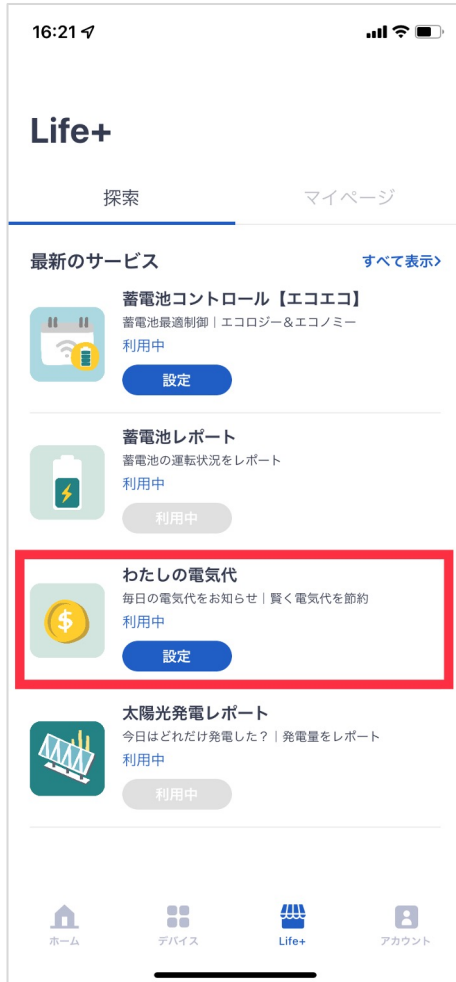 16:21
Life+
探索
マイページ
最新のサービス
すべて表示>
蓄電池コントロール【エコエコ】
蓄電池最適制御｜エコロジー＆エコノミー
利用中
設定
蓄電池レポート
蓄電池の運転状況をレポート
利用中
利用中
わたしの電気代
毎日の電気代をお知らせ｜賢く電気代を節約
利用中
設定
太陽光発電レポート
今日はどれだけ発電した？｜発電量をレポート
利用中
利用中
ホーム
デバイス
Life+
アカウント